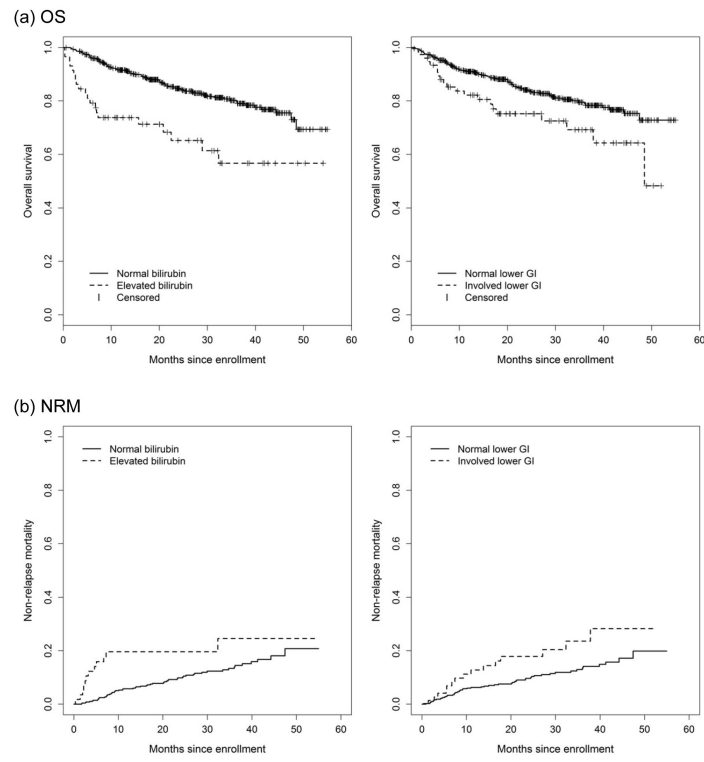 (a) OS
1.0
0.8
0.6
0.4
0.2
0.0
Overall survival
Normal bilirubin
Elevated bilirubin
Censored
0 10 20 30 40 50 60
Months since enrollment
1.0
0.8
0.6
0.4
0.2
0.0
Overall survival
Normal lower GI
Involved lower GI
Censored
0 10 20 30 40 50 60
Months since enrollment
(b) NRM
1.0
0.8
0.6
0.4
0.2
0.0
Non-relapse mortality
Normal bilirubin
Elevated bilirubin
0 10 20 30 40 50 60
Months since enrollment
1.0
0.8
0.6
0.4
0.2
0.0
Non-relapse mortality
Normal lower GI
Involved lower GI
0 10 20 30 40 50 60
Months since enrollment